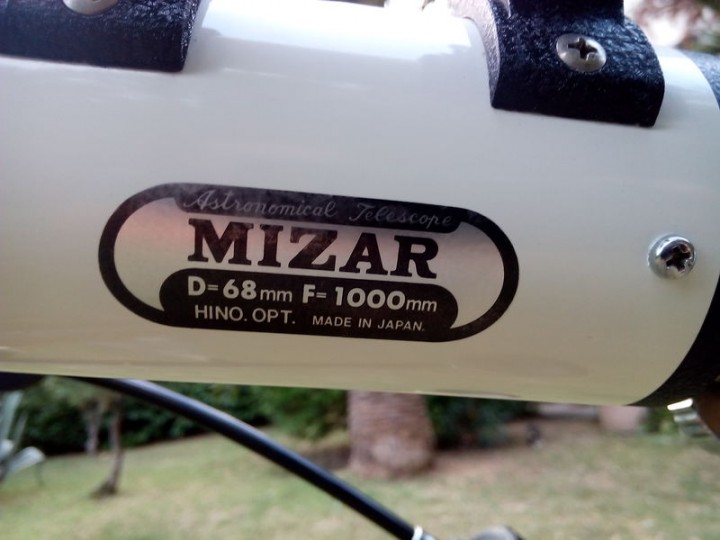 Astronomical Telescope
MIZAR
D=68mm F=1000mm
HINO. OPT. MADE IN JAPAN.